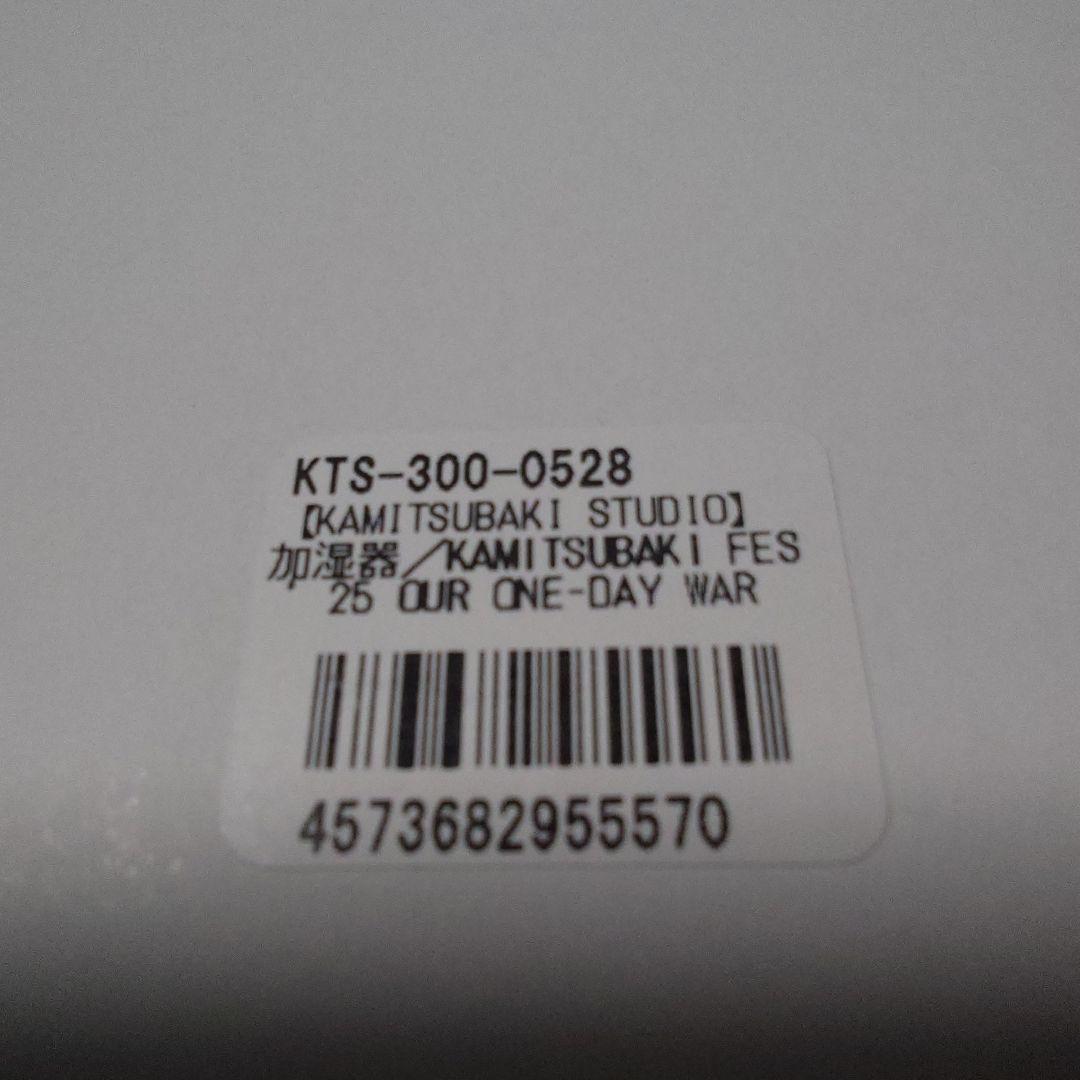 KTS-300-0528
【KAMITSUBAKI STUDIO】
加湿器／KAMITSUBAKI FES
25 OUR ONE-DAY WAR
4573682955570